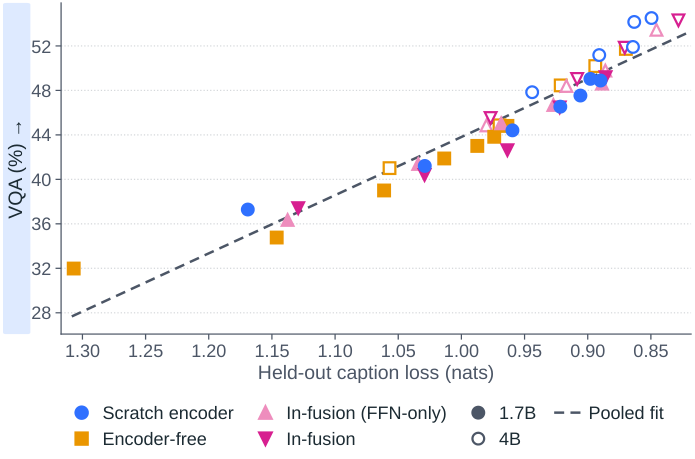 VQA (%) →
52
48
44
40
36
32
28
1.30 1.25 1.20 1.15 1.10 1.05 1.00 0.95 0.90 0.85
Held-out caption loss (nats)
Scratch encoder In-fusion (FFN-only) 1.7B Pooled fit
Encoder-free In-fusion 4B